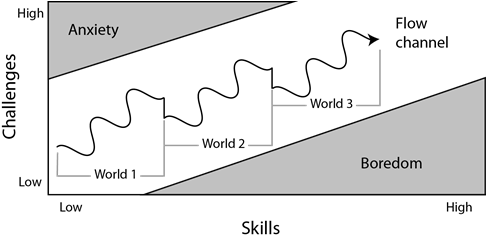 High
Anxiety
Flow
channel
Challenges
World 3
World 2
World 1
Boredom
Low
Low
High
Skills